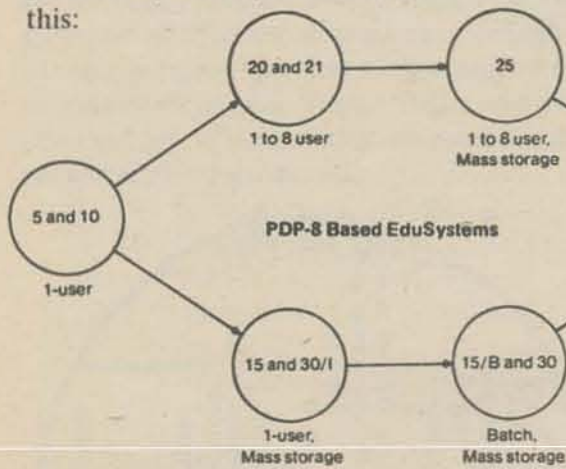 this:
20 and 21
25
1 to 8 user
1 to 8 user,
Mass storage
5 and 10
1-user
PDP-8 Based EduSystems
15 and 30/I
15/B and 30
1-user,
Mass storage
Batch,
Mass storage